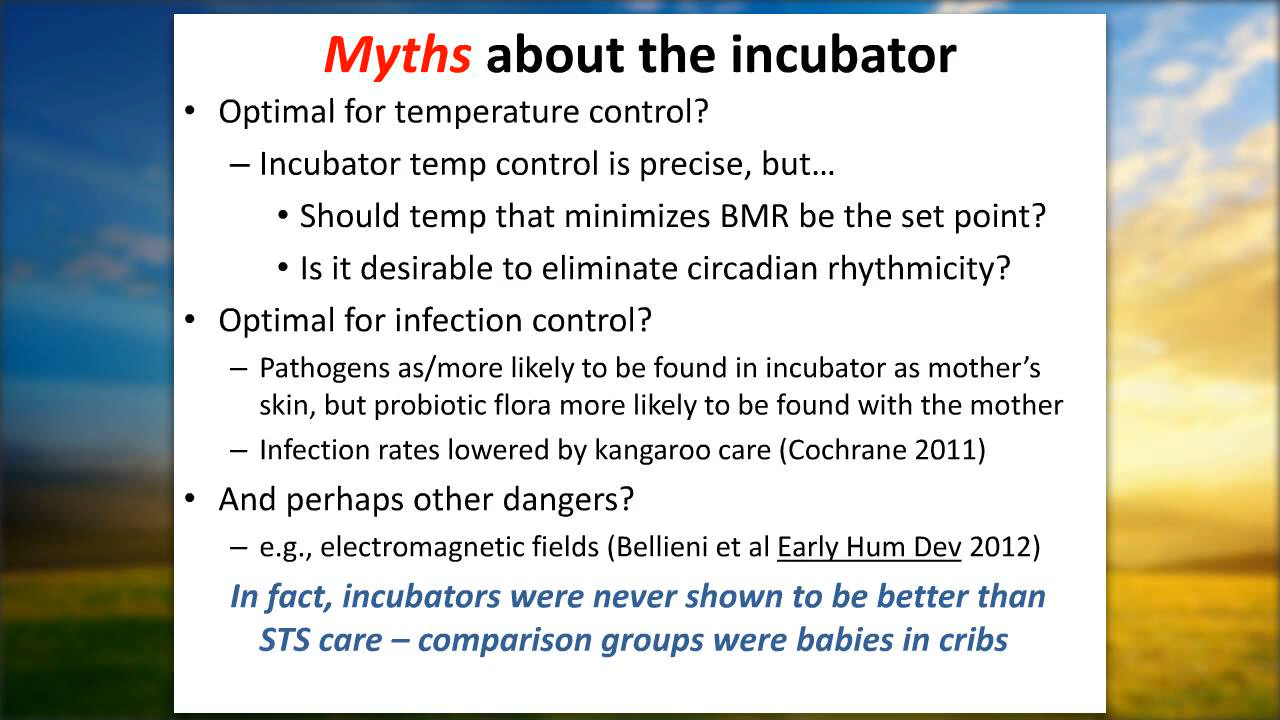 Myths about the incubator
• Optimal for temperature control?
– Incubator temp control is precise, but…
• Should temp that minimizes BMR be the set point?
• Is it desirable to eliminate circadian rhythmicity?
• Optimal for infection control?
– Pathogens as/more likely to be found in incubator as mother’s
skin, but probiotic flora more likely to be found with the mother
– Infection rates lowered by kangaroo care (Cochrane 2011)
• And perhaps other dangers?
– e.g., electromagnetic fields (Bellieni et al Early Hum Dev 2012)
In fact, incubators were never shown to be better than
STS care – comparison groups were babies in cribs